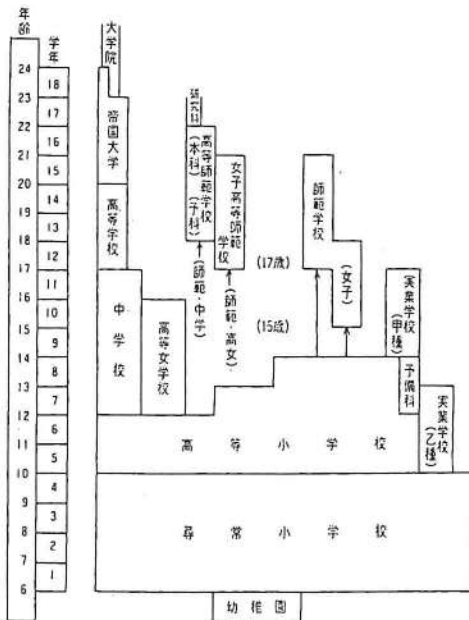 年齢
学年
24
23
22
21
20
19
18
17
16
15
14
13
12
11
10
9
8
7
6
18
17
16
15
14
13
12
11
10
9
8
7
6
5
4
3
2
1
大学院
帝国大学
高等学校
中学校
高等女学校
研究科
高等師範学校
(本科)(予科)
(師範・中学)
女子高等師範学校
(師範・高女)
師範学校
(17歳)
(女子)
(15歳)
実業学校
(甲種)
予備科
実業学校
(乙種)
高等小学校
尋常小学校
幼稚園